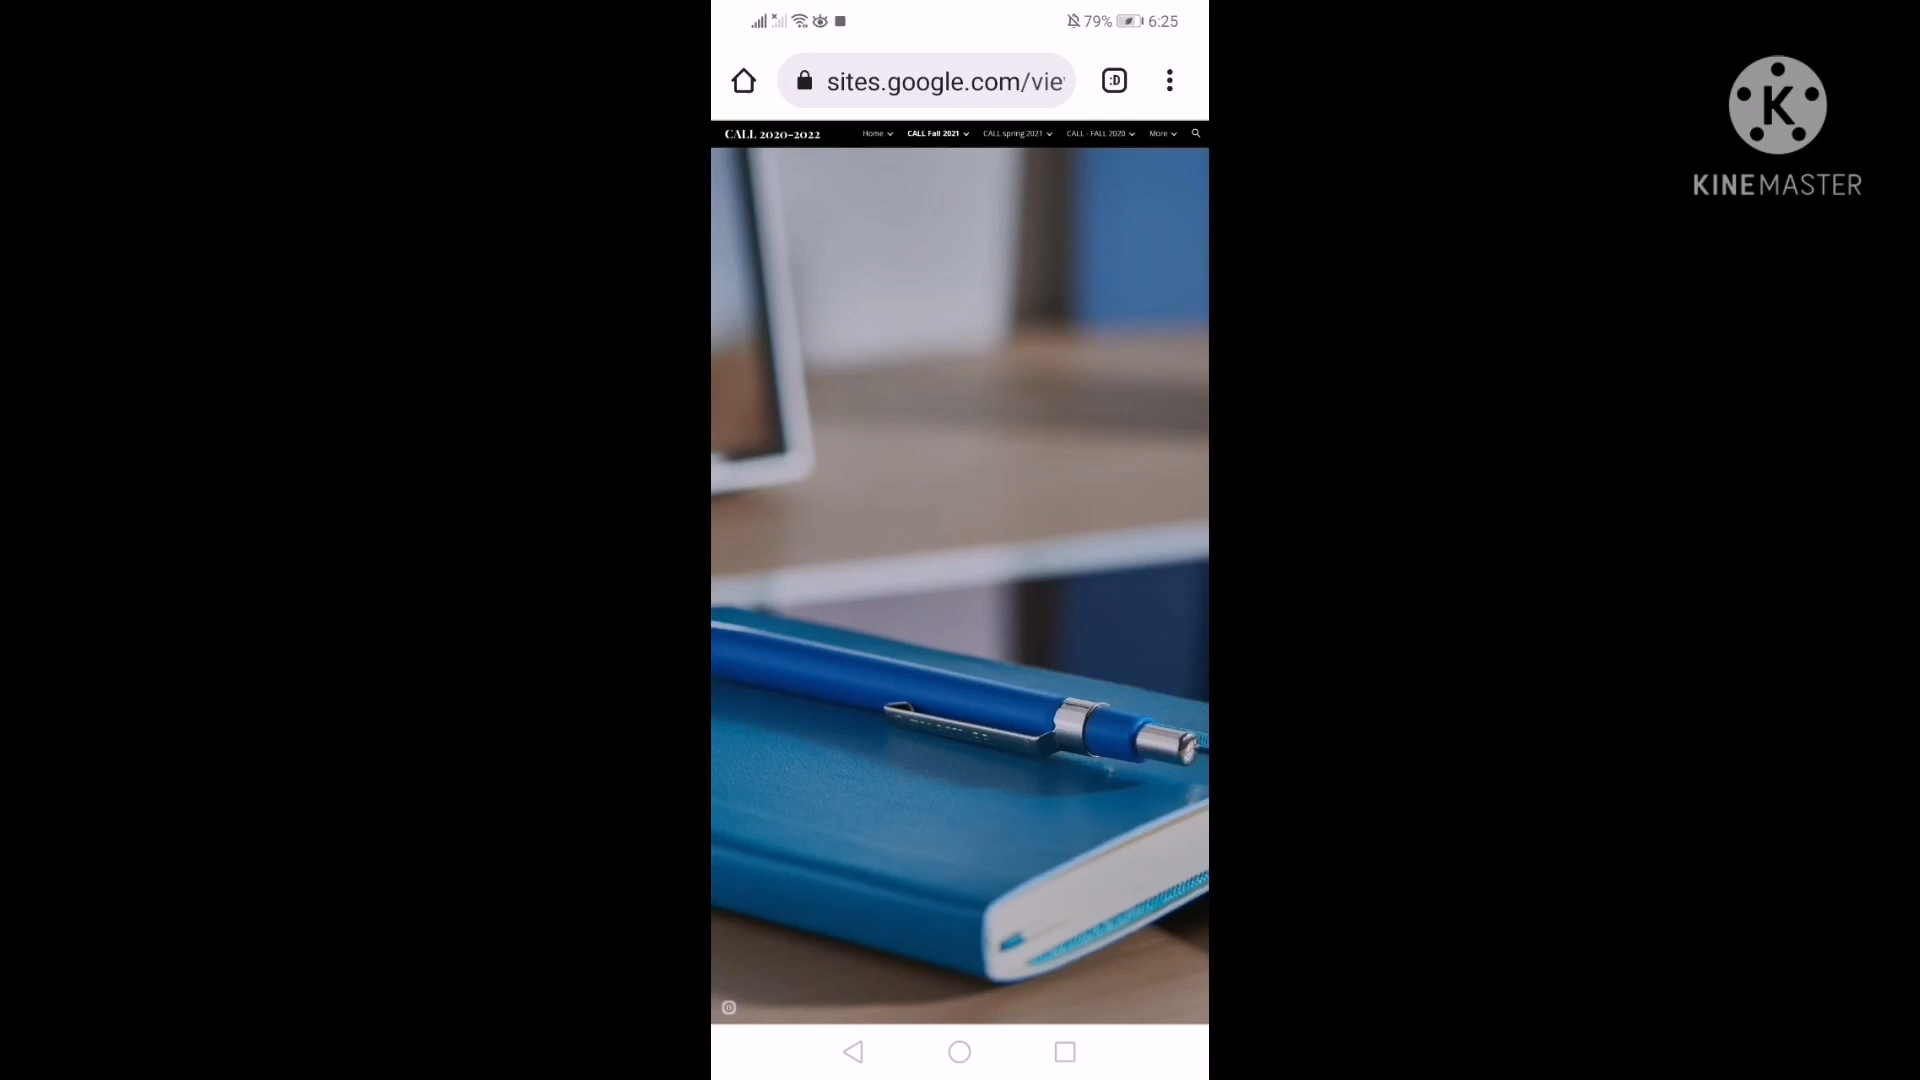 79% 6:25
sites.google.com/vie
:D
CALL 2020-2022
Home
CALL Fall 2021
CALL spring 2021
CALL - FALL 2020
More
K
KINEMASTER